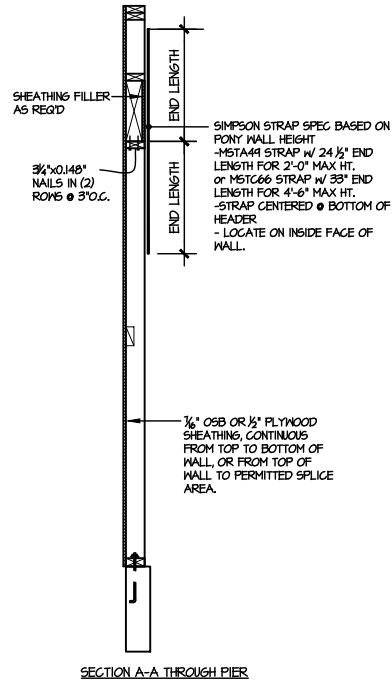 SHEATHING FILLER
AS REQ'D
3¼"x0.148"
NAILS IN (2)
ROWS @ 3"O.C.
END LENGTH
END LENGTH
SIMPSON STRAP SPEC BASED ON
PONY WALL HEIGHT
-MSTA49 STRAP W/ 24 ½" END
LENGTH FOR 2'-0" MAX HT.
or MSTC66 STRAP W/ 33" END
LENGTH FOR 4'-6" MAX HT.
-STRAP CENTERED @ BOTTOM OF
HEADER
- LOCATE ON INSIDE FACE OF
WALL.
7/16" OSB OR ½" PLYWOOD
SHEATHING, CONTINUOUS
FROM TOP TO BOTTOM OF
WALL, OR FROM TOP OF
WALL TO PERMITTED SPLICE
AREA.
SECTION A-A THROUGH PIER